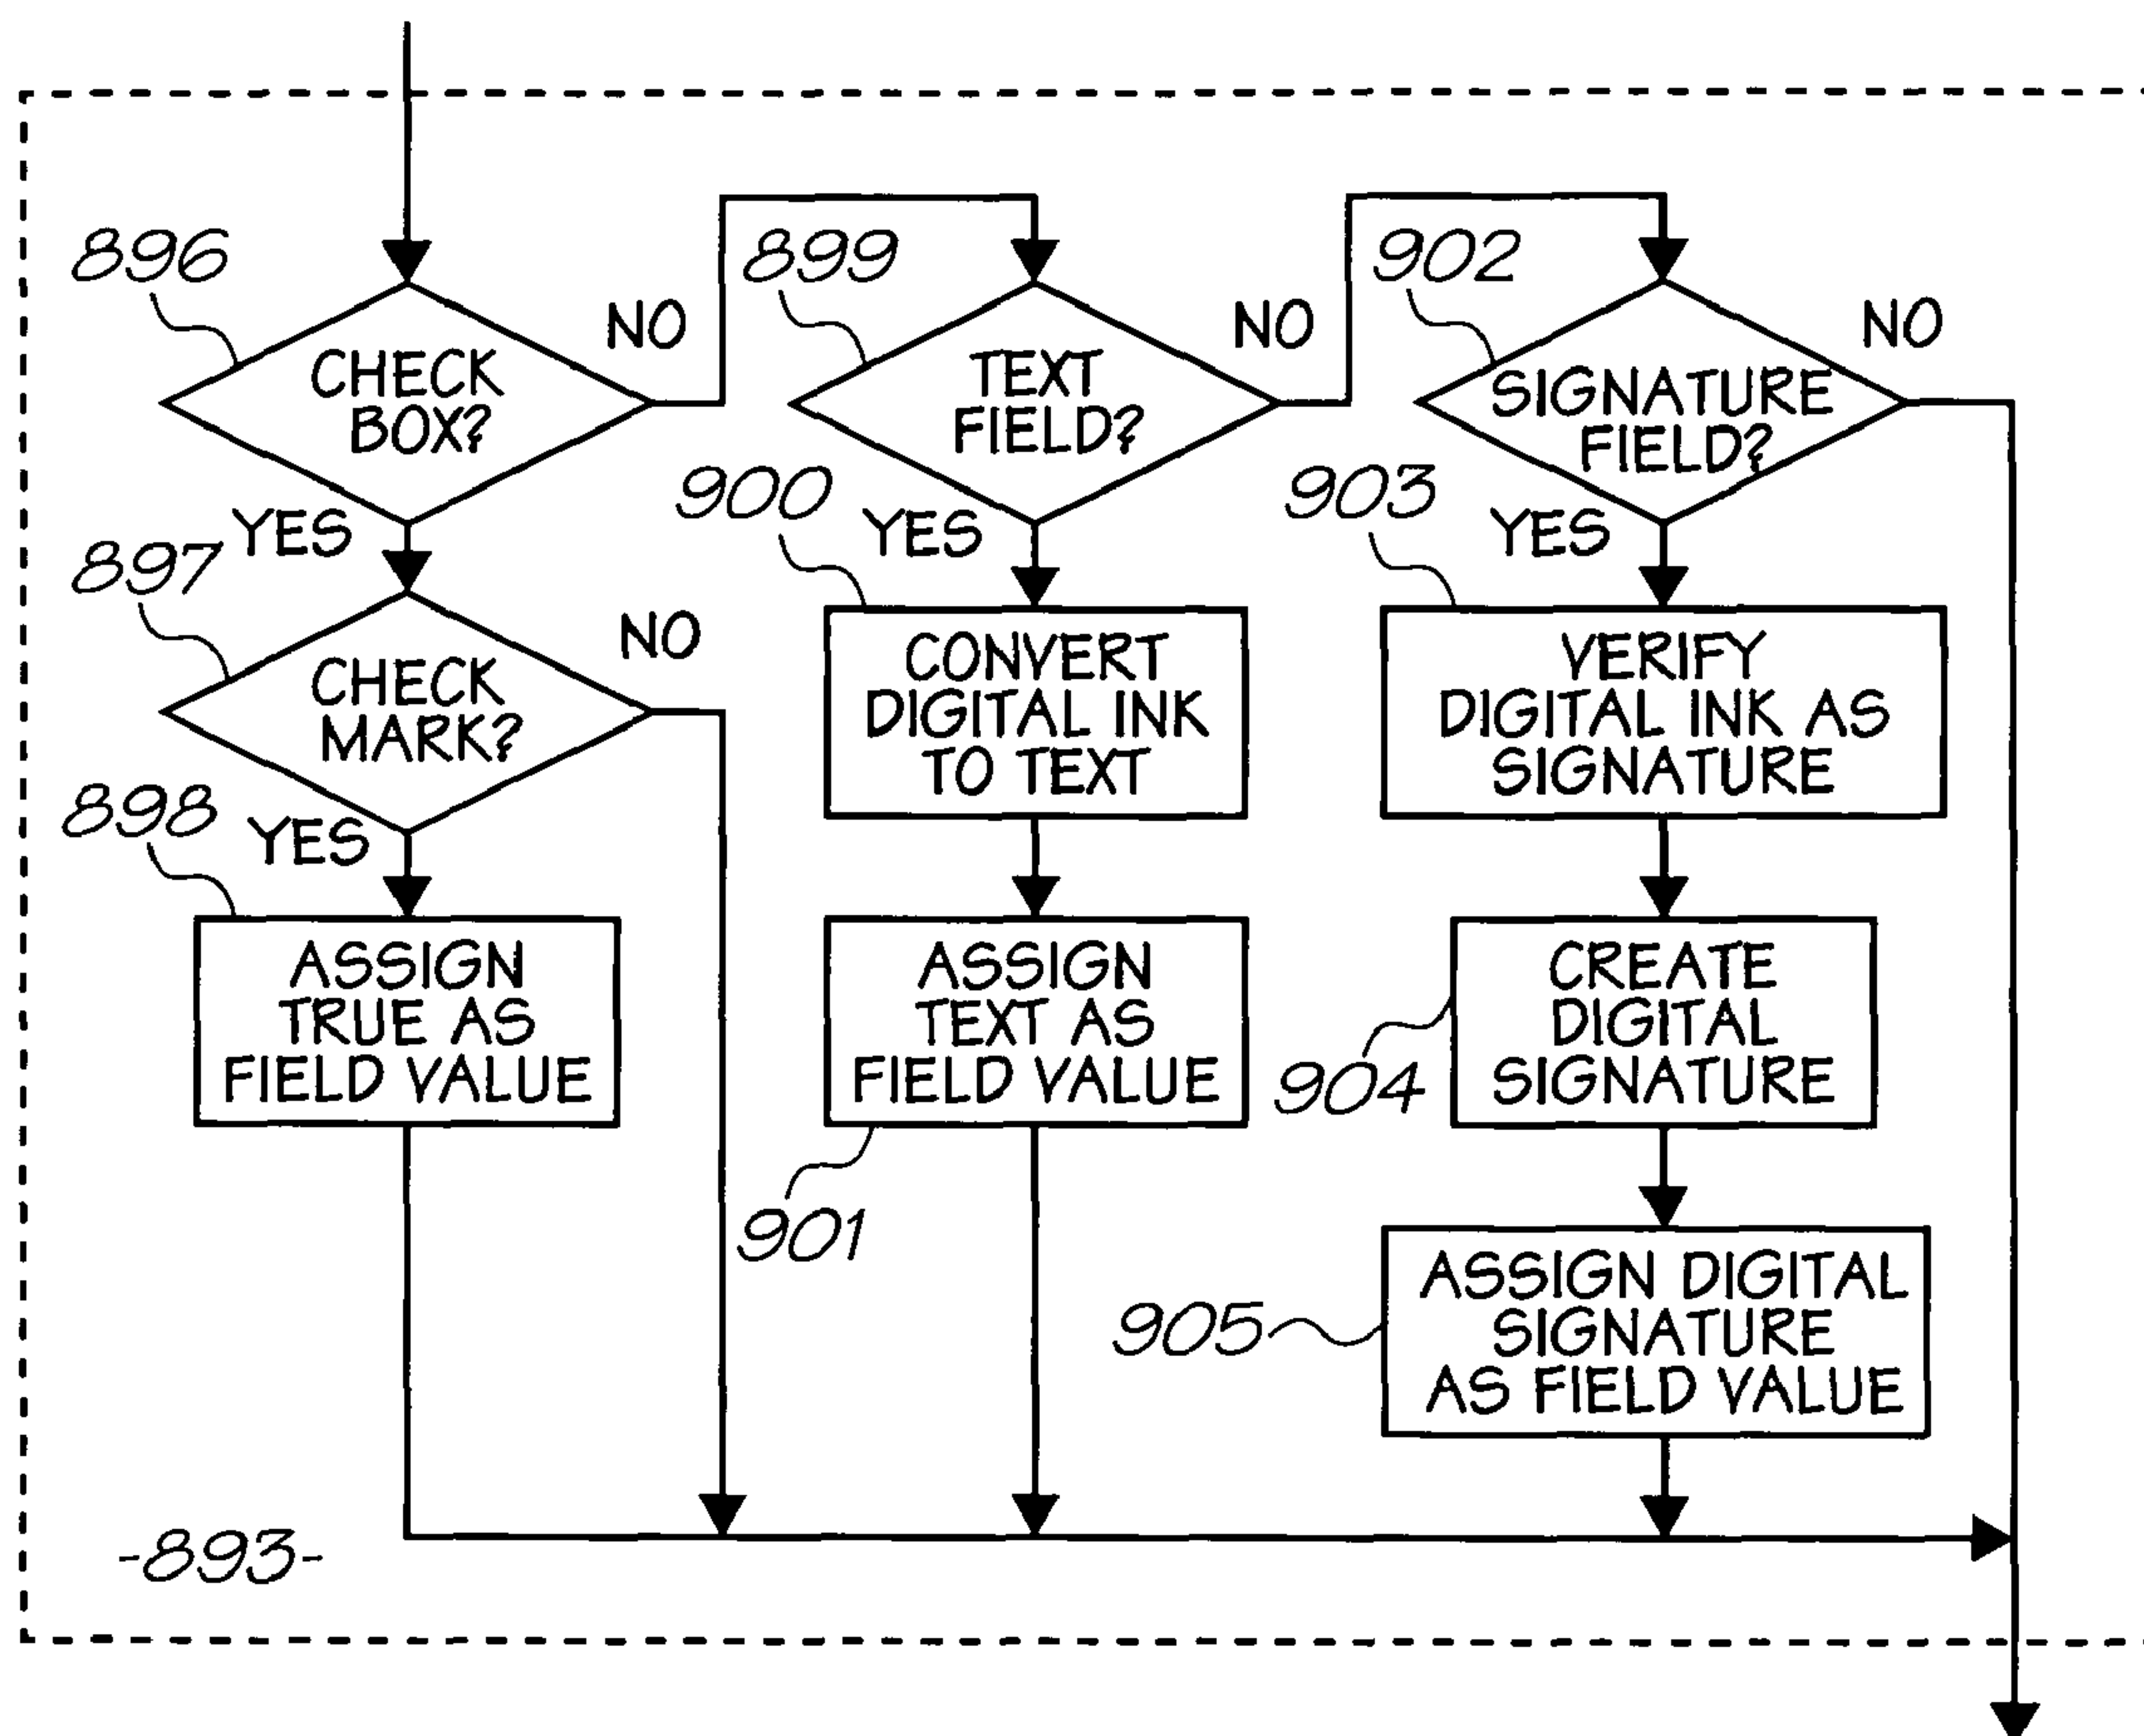 896
CHECK
BOX?
NO
YES
897
CHECK
MARK?
NO
YES
898
ASSIGN
TRUE AS
FIELD VALUE
899
TEXT
FIELD?
NO
YES
900
CONVERT
DIGITAL INK
TO TEXT
ASSIGN
TEXT AS
FIELD VALUE
901
902
SIGNATURE
FIELD?
NO
YES
903
VERIFY
DIGITAL INK AS
SIGNATURE
CREATE
DIGITAL
SIGNATURE
904
ASSIGN DIGITAL
SIGNATURE
AS FIELD VALUE
905
-893-